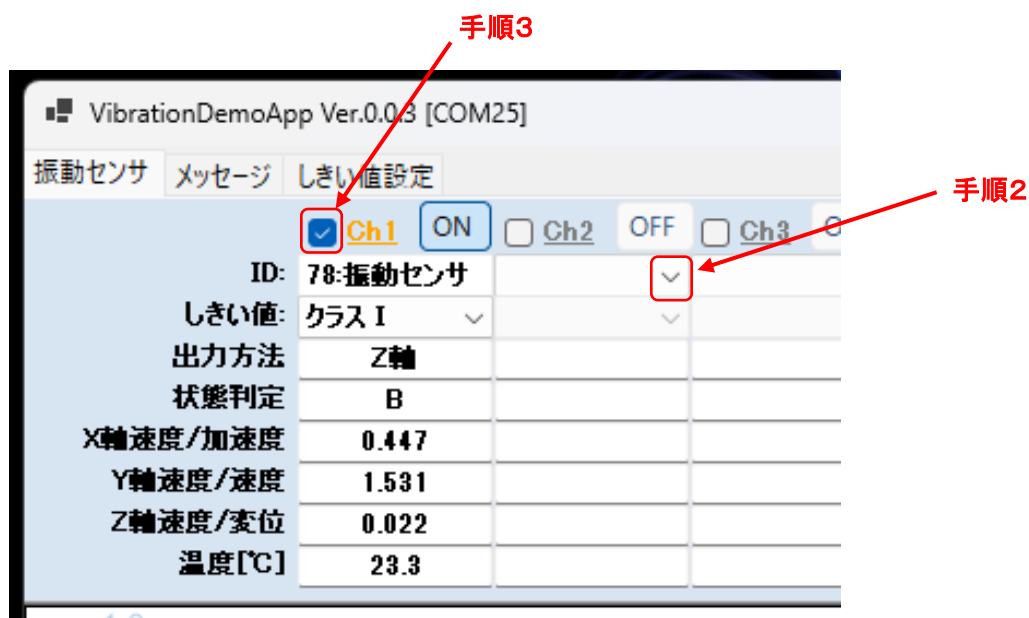 手順3
VibrationDemoApp Ver.0.0.3 [COM25]
振動センサ メッセージ しきい値設定
手順2
Ch1 ON Ch2 OFF Ch3
ID: 78:振動センサ
しきい値: クラス I
出力方法 Z軸
状態判定 B
X軸速度/加速度 0.447
Y軸速度/速度 1.531
Z軸速度/変位 0.022
温度[℃] 23.3